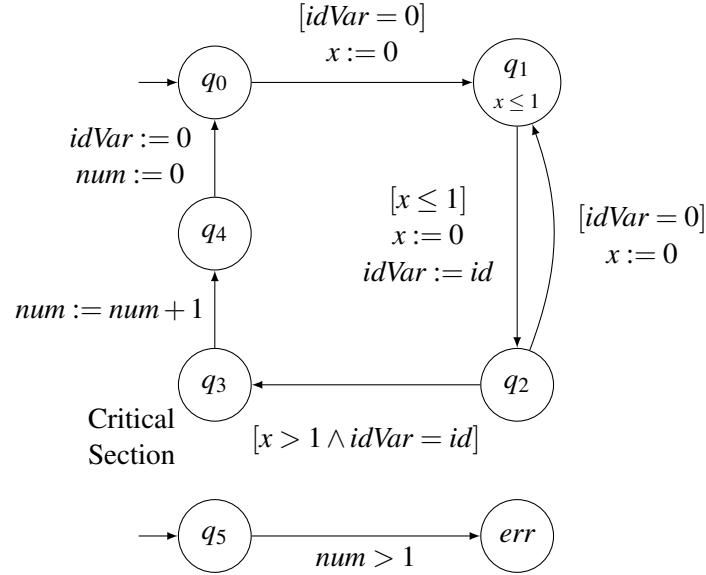 [idVar = 0]
x := 0
q0
q1
x ≤ 1
idVar := 0
num := 0
[x ≤ 1]
x := 0
idVar := id
[idVar = 0]
x := 0
q4
num := num + 1
q3
q2
Critical
Section
[x > 1 ∧ idVar = id]
q5
err
num > 1